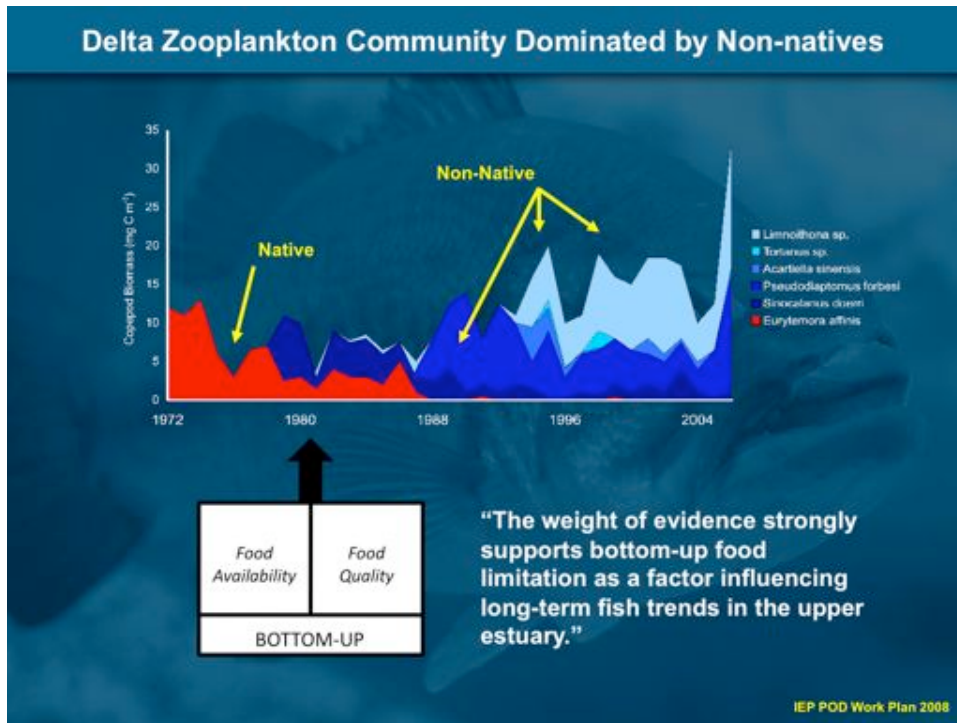 Delta Zooplankton Community Dominated by Non-natives
35
30
25
20
15
10
5
0
Copepod Biomass (mg C m⁻¹)
1972
1980
1988
1996
2004
Native
Non-Native
Limnoithona sp.
Tortanus sp.
Acartiella sinensis
Pseudodiaptomus forbesi
Sinocalanus doerri
Eurytemora affinis
Food
Availability
Food
Quality
BOTTOM-UP
“The weight of evidence strongly
supports bottom-up food
limitation as a factor influencing
long-term fish trends in the upper
estuary.”
IEP POD Work Plan 2008